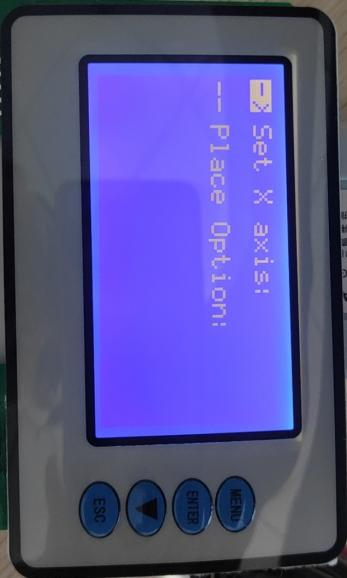 Set X axis:
-- Place Option:
MENU
ENTER
ESC